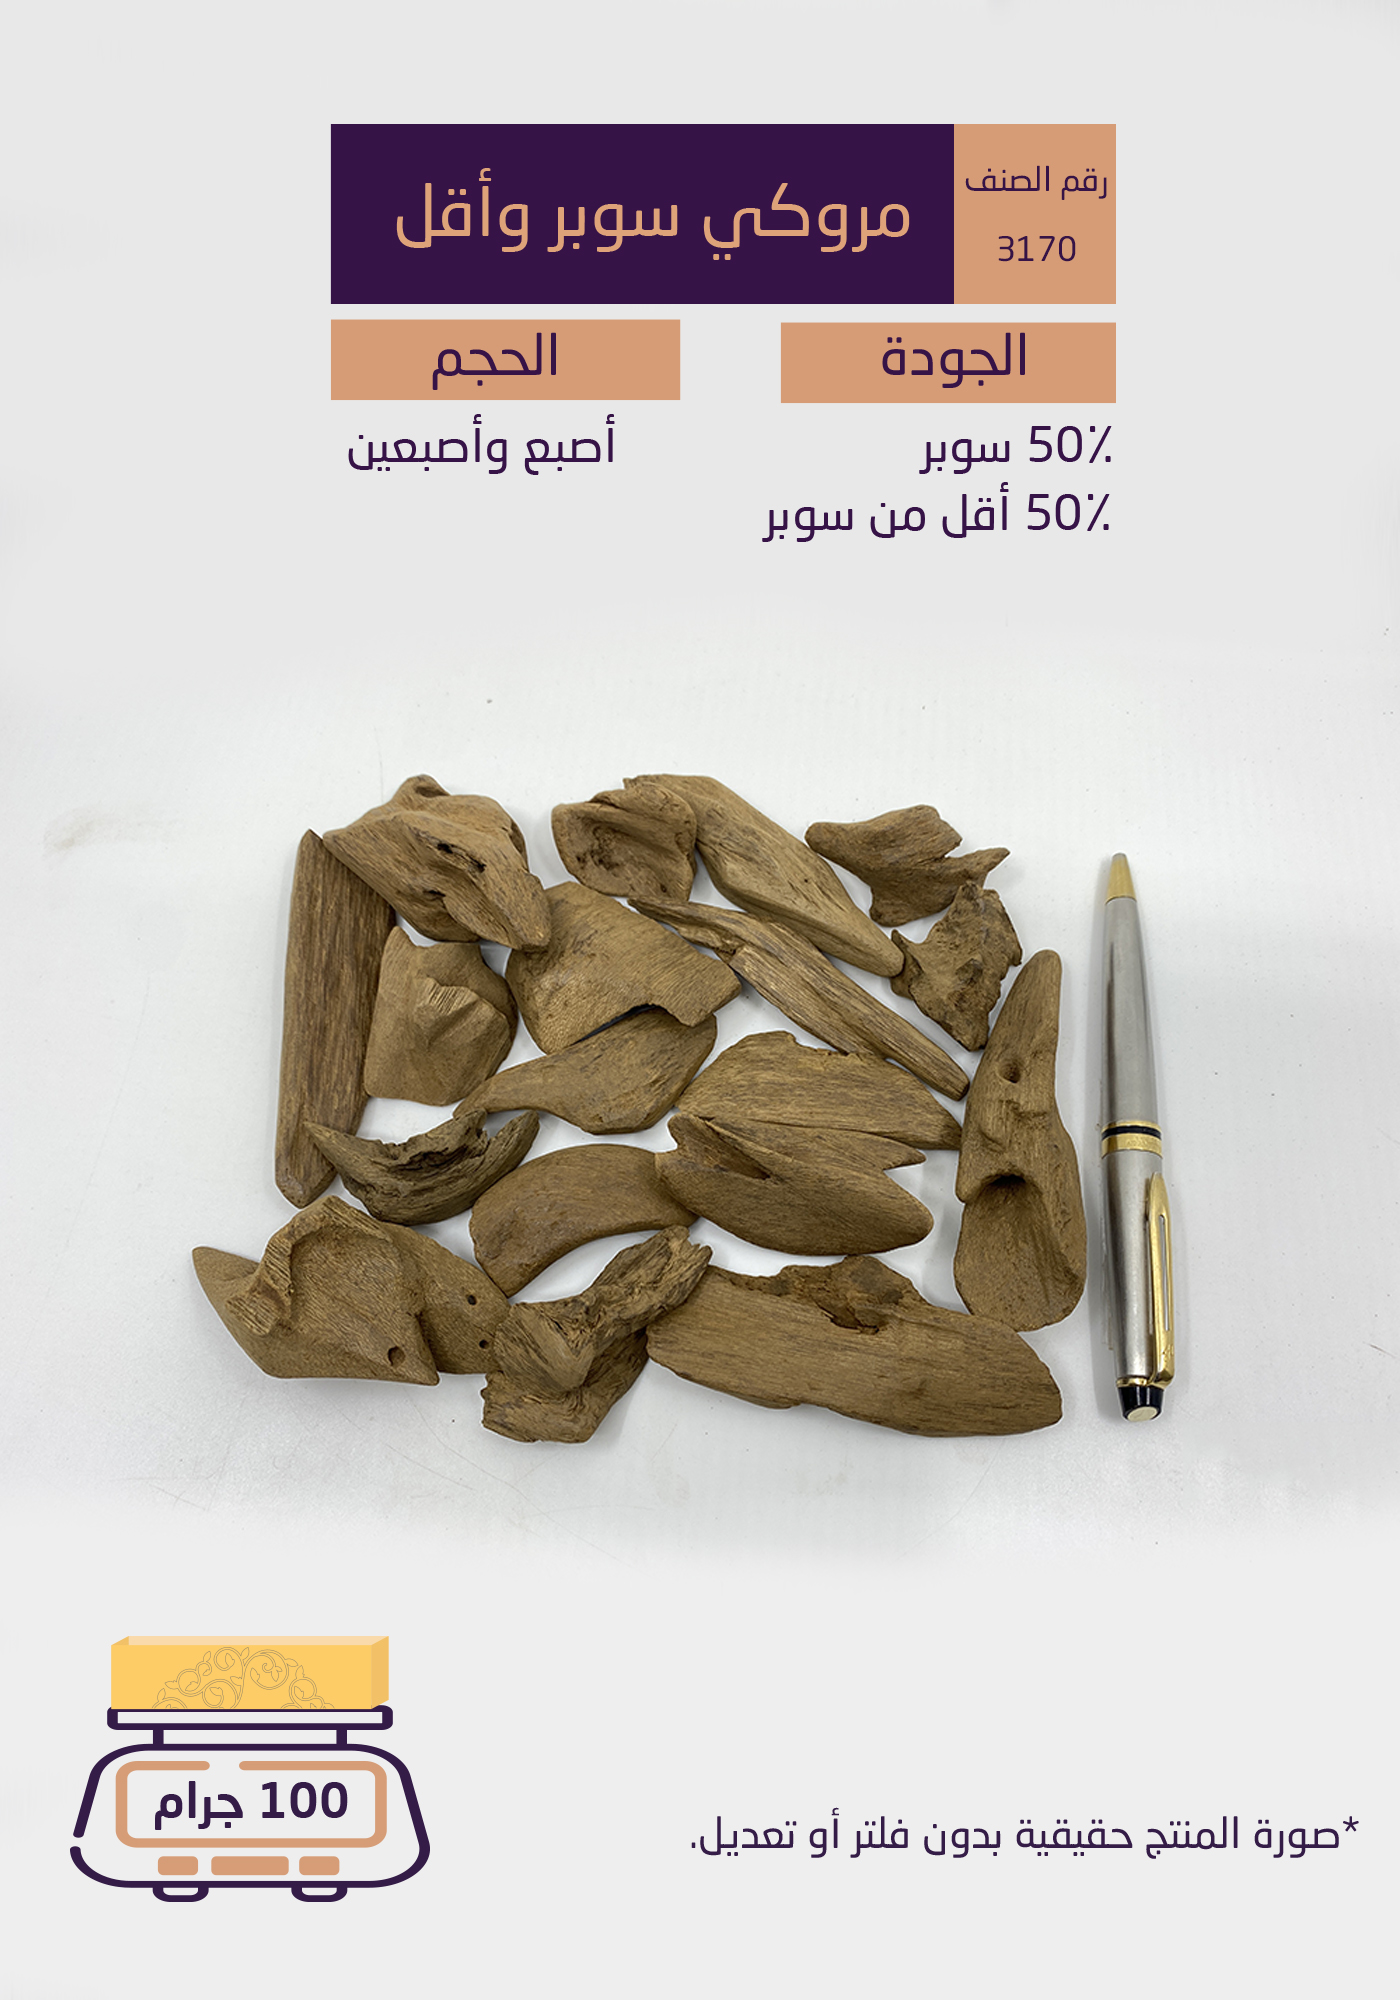 رقم الصنف
3170
مروكي سوبر وأقل
الجودة
50٪ سوبر
50٪ أقل من سوبر
الحجم
أصبع وأصبعين
100 جرام
*صورة المنتج حقيقية بدون فلتر أو تعديل.